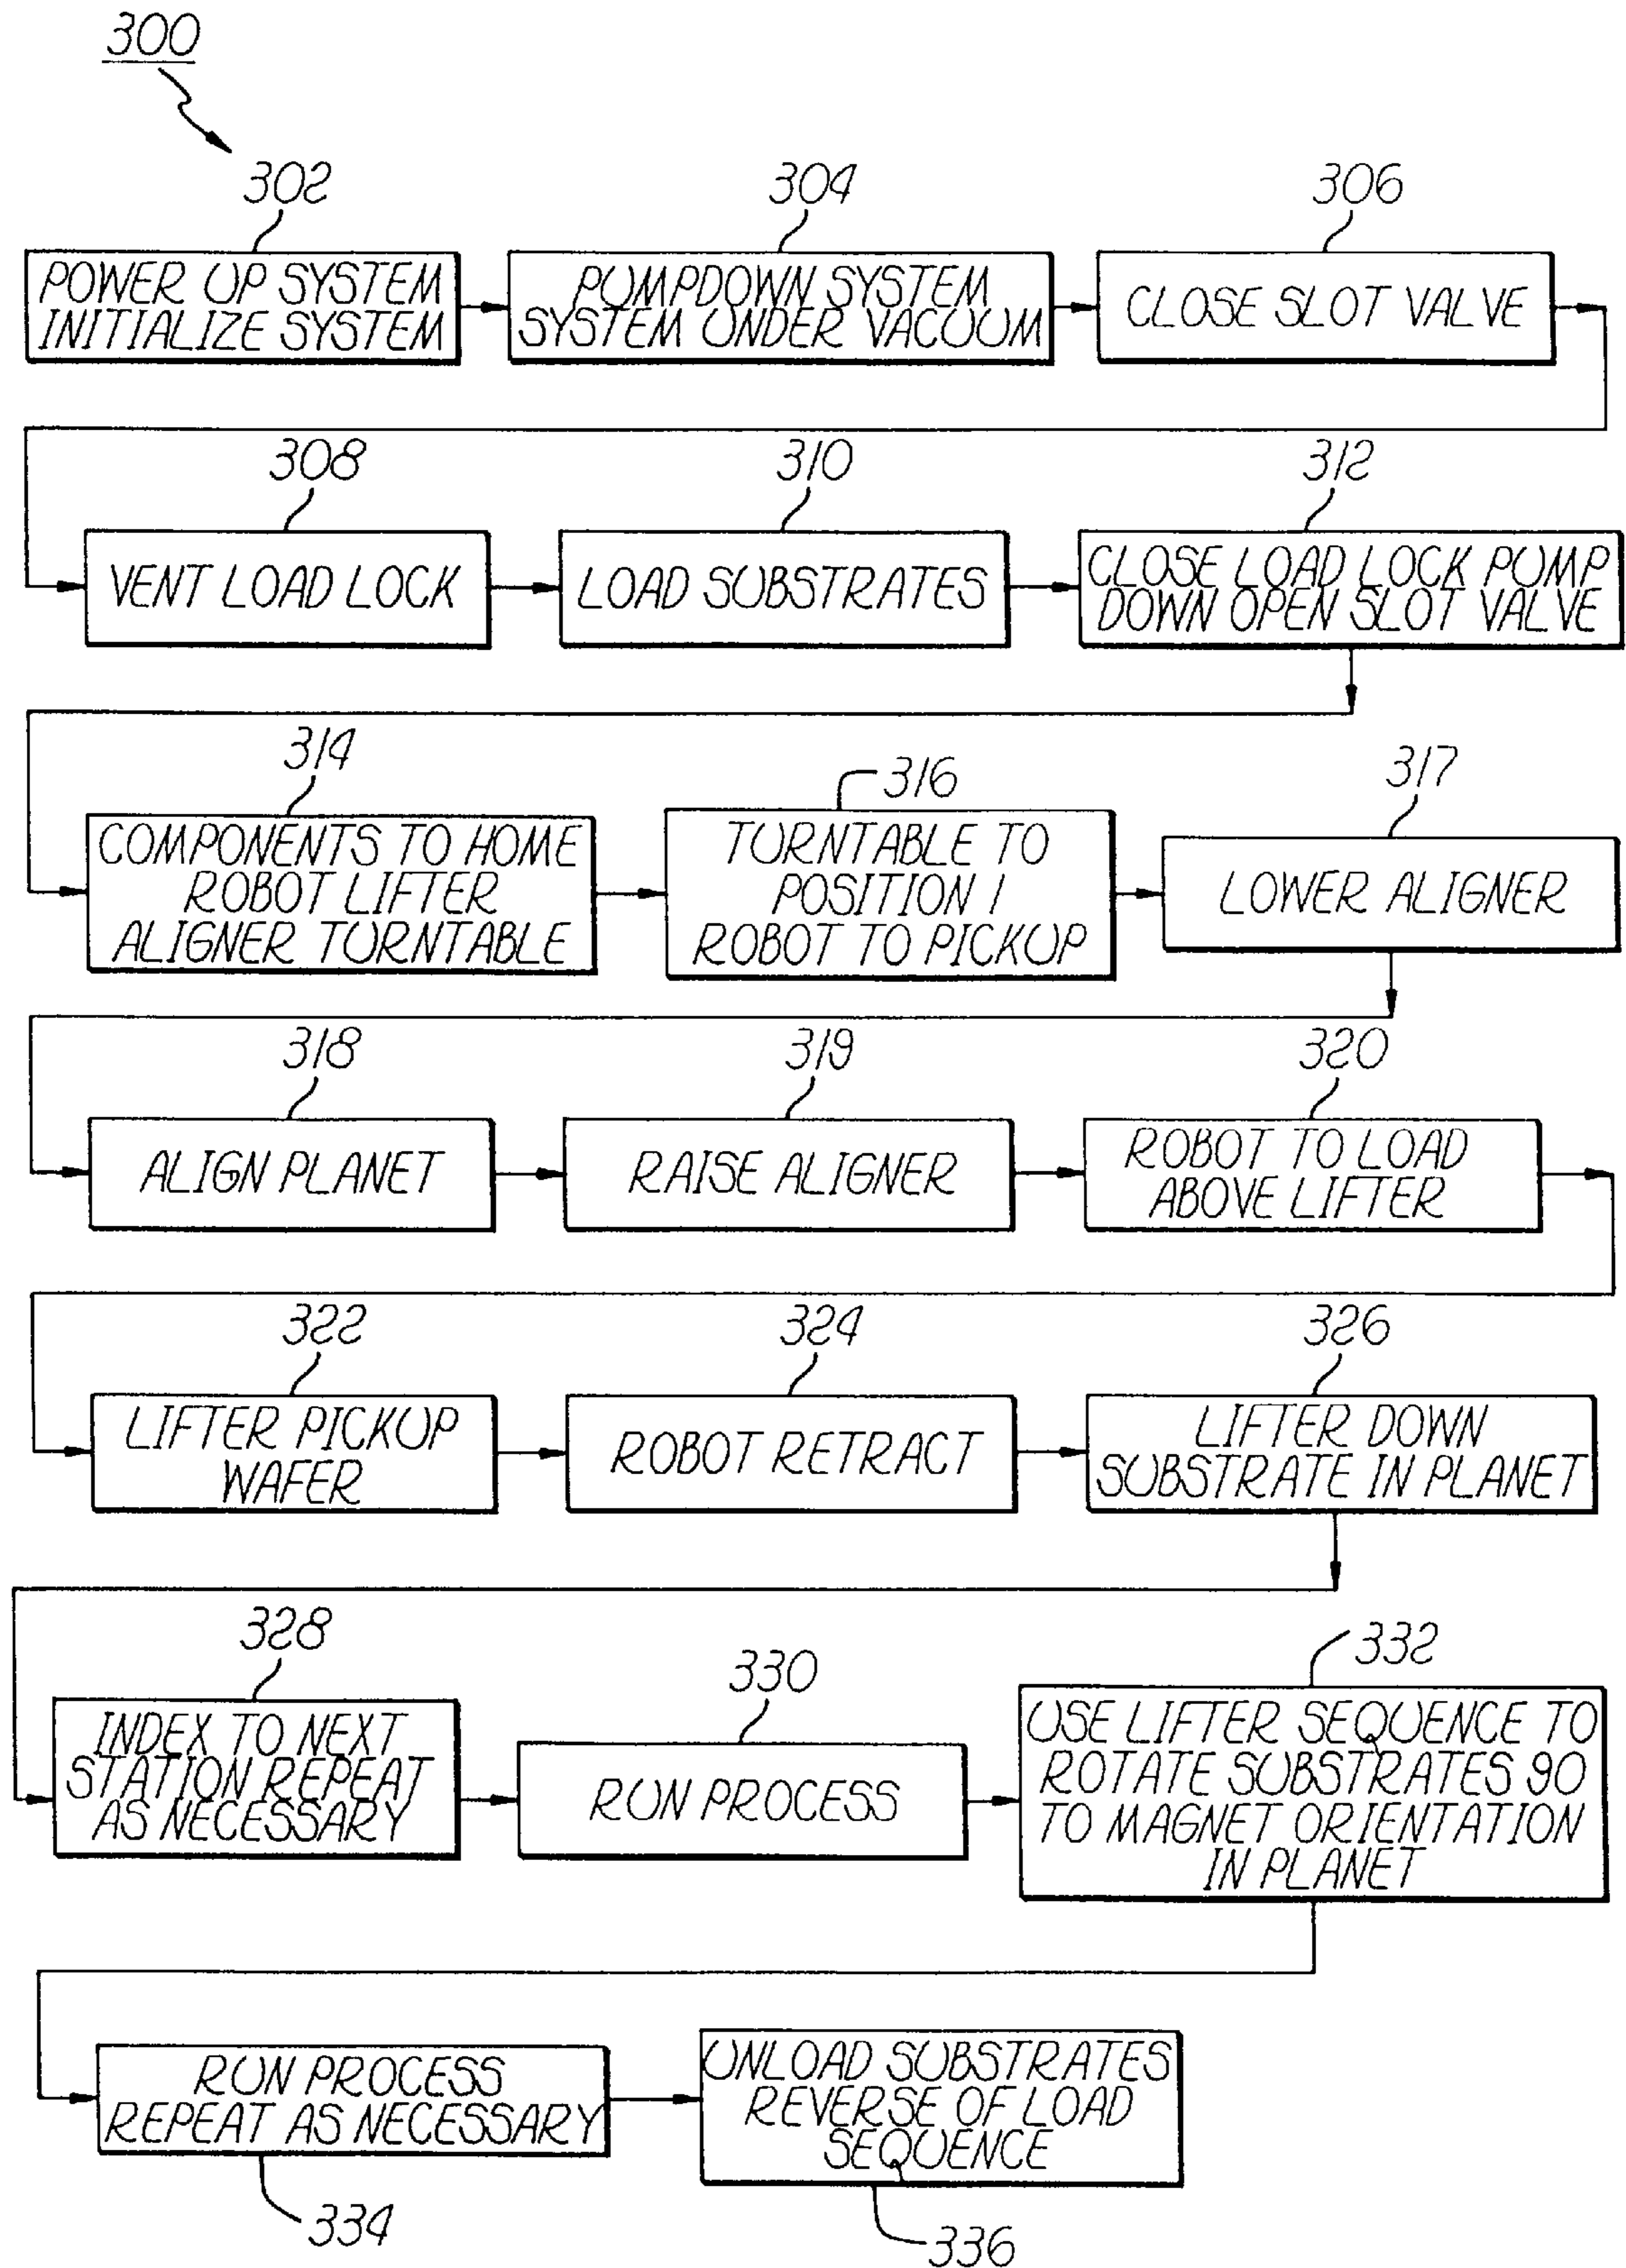 300
302
304
306
POWER UP SYSTEM
INITIALIZE SYSTEM
PUMPDOWN SYSTEM
SYSTEM UNDER VACUUM
CLOSE SLOT VALVE
308
310
312
VENT LOAD LOCK
LOAD SUBSTRATES
CLOSE LOAD LOCK PUMP
DOWN OPEN SLOT VALVE
314
316
317
COMPONENTS TO HOME
ROBOT LIFTER
ALIGNER TURNTABLE
TURNTABLE TO
POSITION 1
ROBOT TO PICKUP
LOWER ALIGNER
318
319
320
ALIGN PLANET
RAISE ALIGNER
ROBOT TO LOAD
ABOVE LIFTER
322
324
326
LIFTER PICKUP
WAFER
ROBOT RETRACT
LIFTER DOWN
SUBSTRATE IN PLANET
328
330
332
INDEX TO NEXT
STATION REPEAT
AS NECESSARY
RUN PROCESS
USE LIFTER SEQUENCE TO
ROTATE SUBSTRATES 90
TO MAGNET ORIENTATION
IN PLANET
RUN PROCESS
REPEAT AS NECESSARY
UNLOAD SUBSTRATES
REVERSE OF LOAD
SEQUENCE
334
336